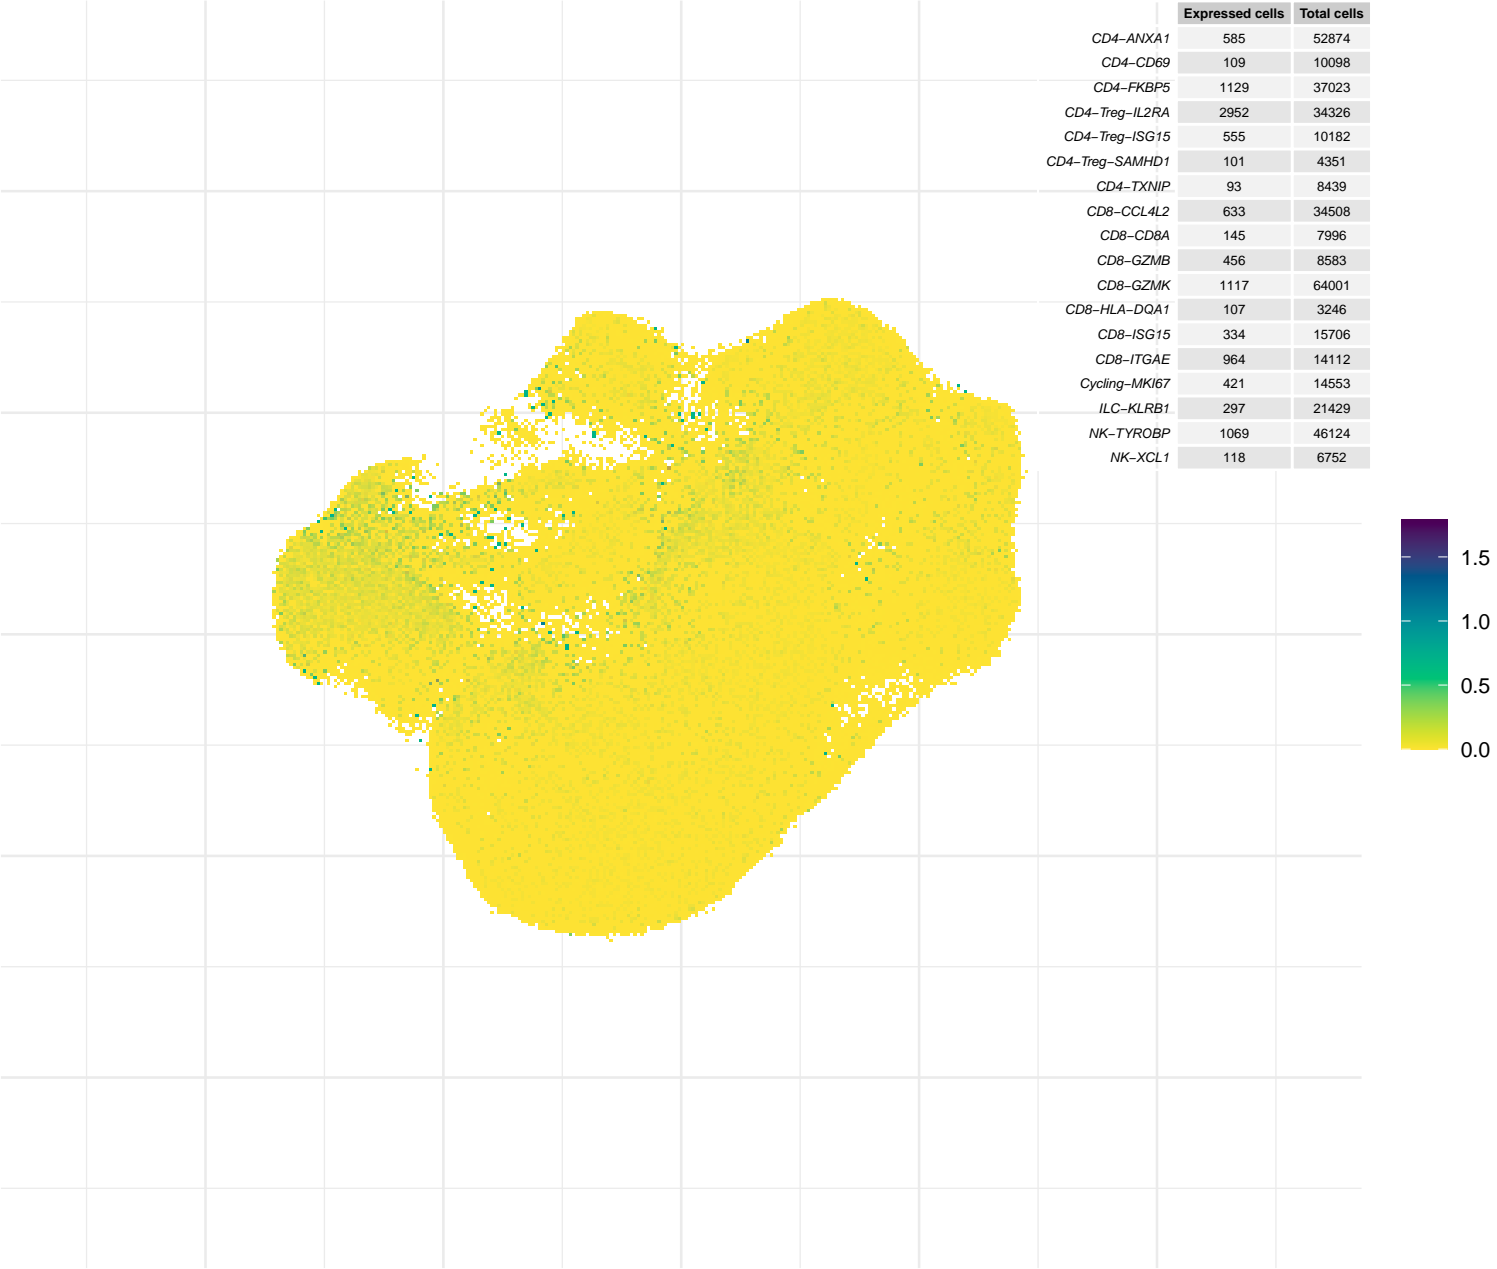 Expressed cells Total cells
CD4−ANXA1 585 52874
CD4−CD69 109 10098
CD4−FKBP5 1129 37023
CD4−Treg−IL2RA 2952 34326
CD4−Treg−ISG15 555 10182
CD4−Treg−SAMHD1 101 4351
CD4−TXNIP 93 8439
CD8−CCL4L2 633 34508
CD8−CD8A 145 7996
CD8−GZMB 456 8583
CD8−GZMK 1117 64001
CD8−HLA−DQA1 107 3246
CD8−ISG15 334 15706
CD8−ITGAE 964 14112
Cycling−MKI67 421 14553
ILC−KLRB1 297 21429
NK−TYROBP 1069 46124
NK−XCL1 118 6752
1.5
1.0
0.5
0.0